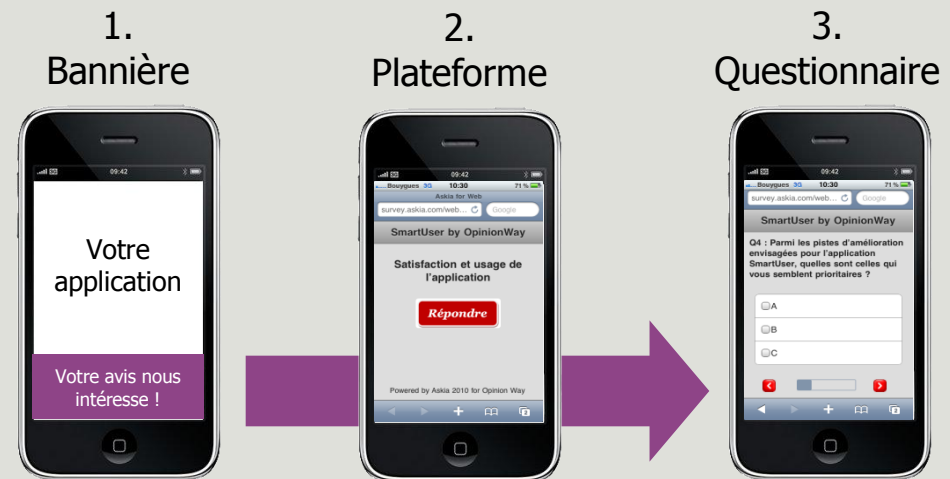 1.
Bannière
09:42
Votre
application
Votre avis nous
intéresse !
2.
Plateforme
09:42
Bouygues 3G 10:30 71 %
Askia for Web
survey.askia.com/web... Google
SmartUser by OpinionWay
Satisfaction et usage de
l'application
Répondre
Powered by Askia 2010 for Opinion Way
3.
Questionnaire
09:42
Bouygues 3G 10:30 71 %
survey.askia.com/web... Google
SmartUser by OpinionWay
Q4 : Parmi les pistes d'amélioration
envisagées pour l'application
SmartUser, quelles sont celles qui
vous semblent prioritaires ?
A
B
C